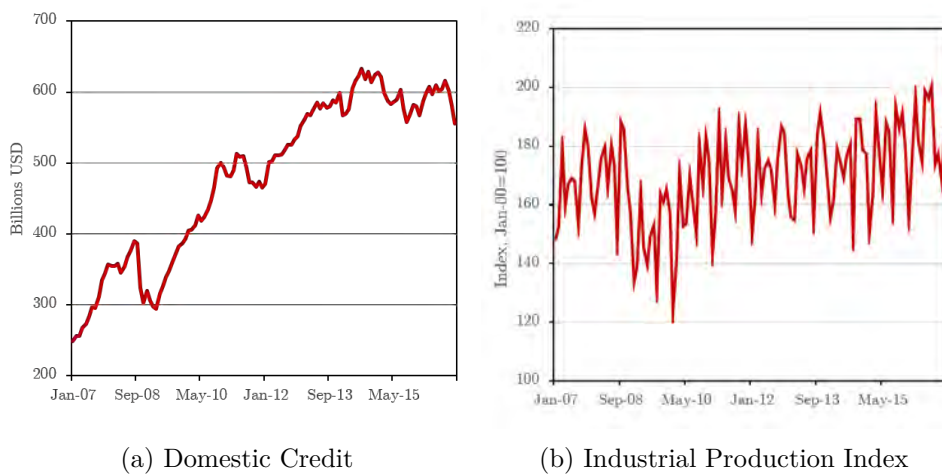 700
600
500
400
300
200
Billions USD
Jan-07 Sep-08 May-10 Jan-12 Sep-13 May-15
(a) Domestic Credit
220
200
180
160
140
120
100
Index, Jan-00=100
Jan-07 Sep-08 May-10 Jan-12 Sep-13 May-15
(b) Industrial Production Index